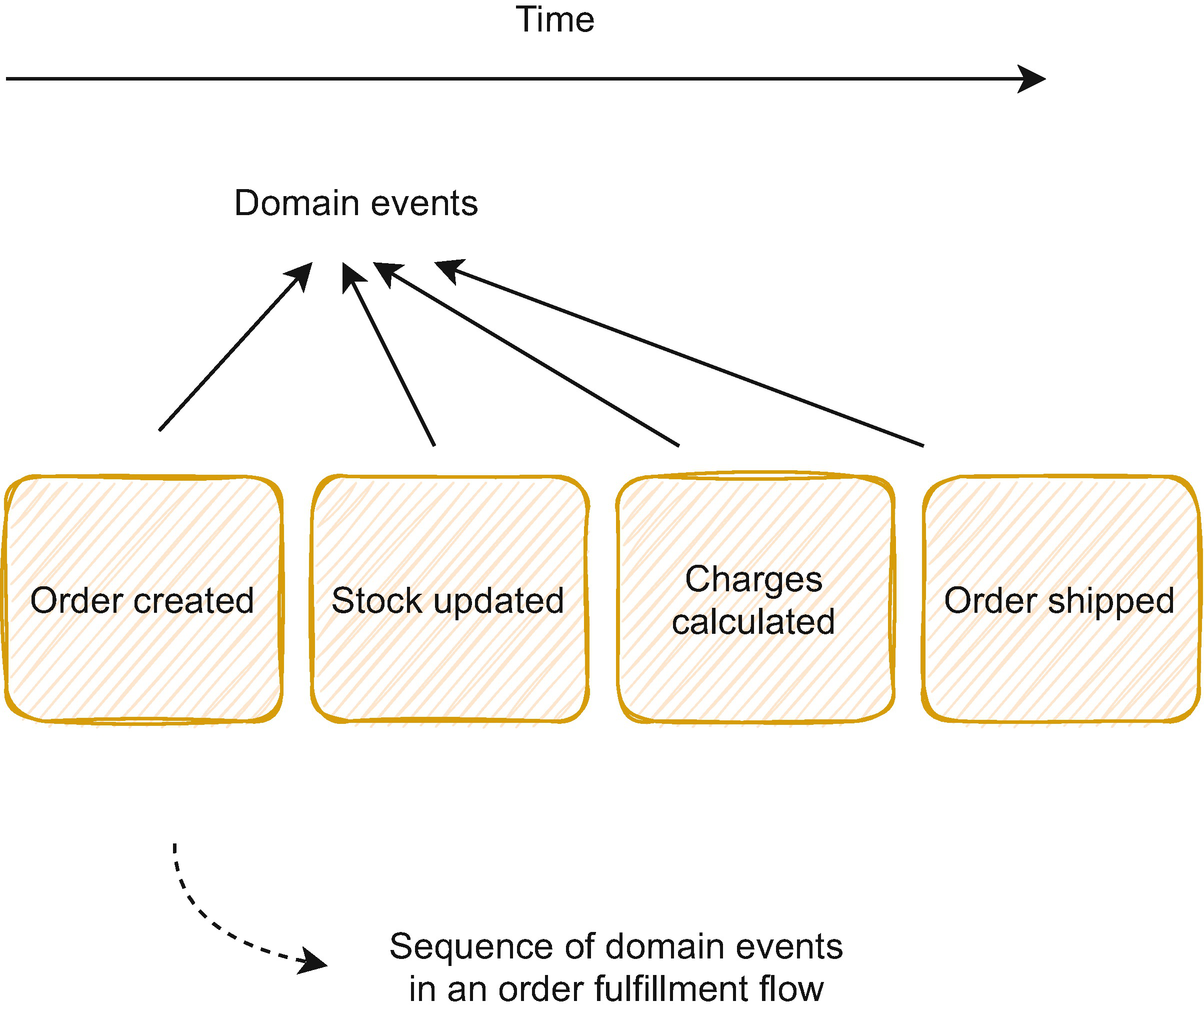 Time
Domain events
Order created
Stock updated
Charges
calculated
Order shipped
Sequence of domain events
in an order fulfillment flow